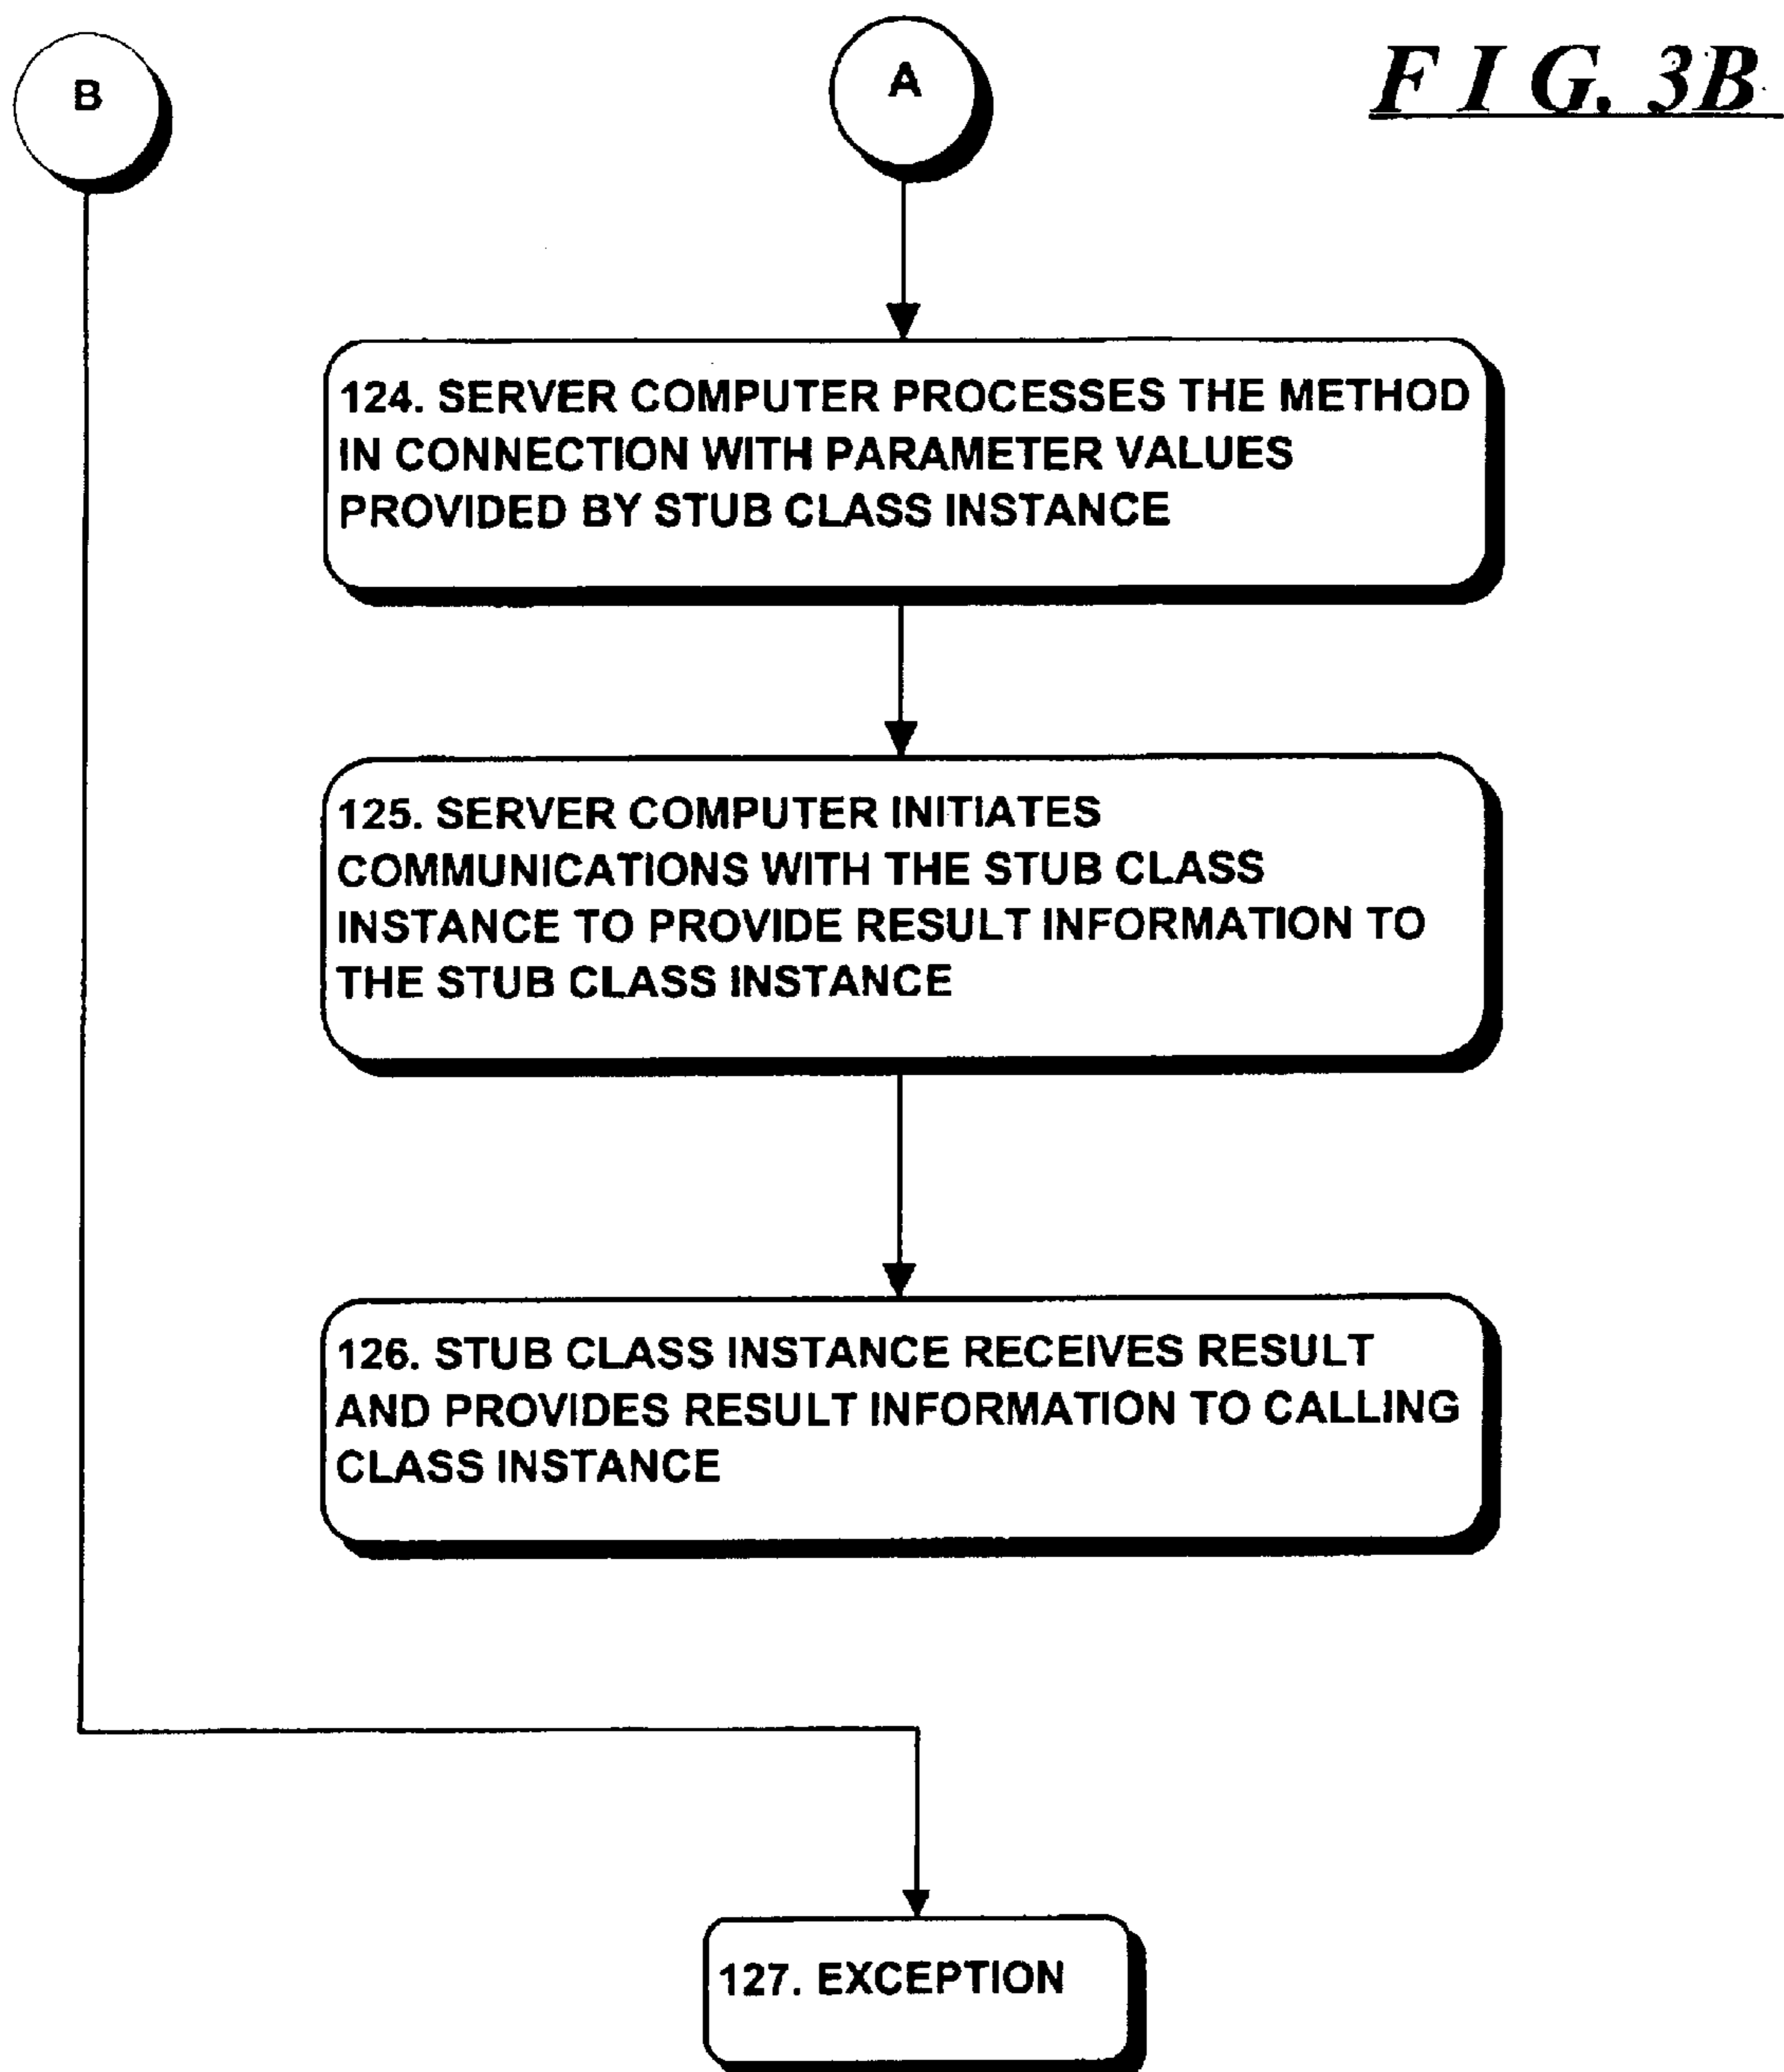 B
A
F I G. 3B
124. SERVER COMPUTER PROCESSES THE METHOD
IN CONNECTION WITH PARAMETER VALUES
PROVIDED BY STUB CLASS INSTANCE
125. SERVER COMPUTER INITIATES
COMMUNICATIONS WITH THE STUB CLASS
INSTANCE TO PROVIDE RESULT INFORMATION TO
THE STUB CLASS INSTANCE
126. STUB CLASS INSTANCE RECEIVES RESULT
AND PROVIDES RESULT INFORMATION TO CALLING
CLASS INSTANCE
127. EXCEPTION